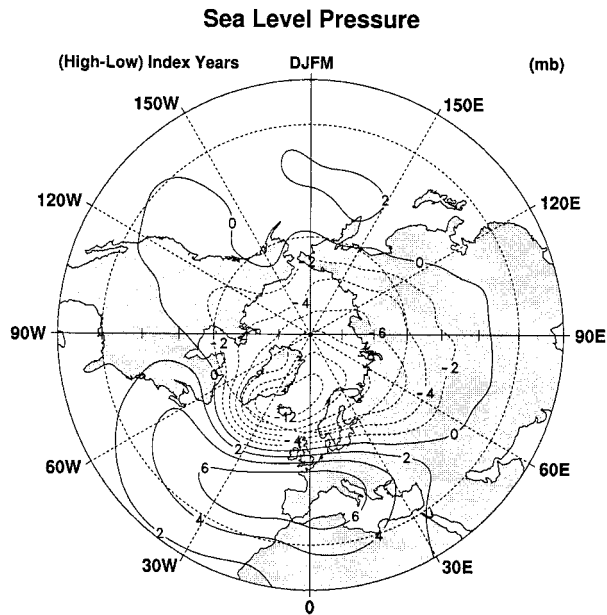 Sea Level Pressure
(High-Low) Index Years DJFM (mb)
150W 150E
120W 120E
2
0
0
-2
-4
90W -2 -6 90E
0 -2
-4
-12
-4 0
2 2
60W 6 60E
6
2 4 4
30W 30E
0